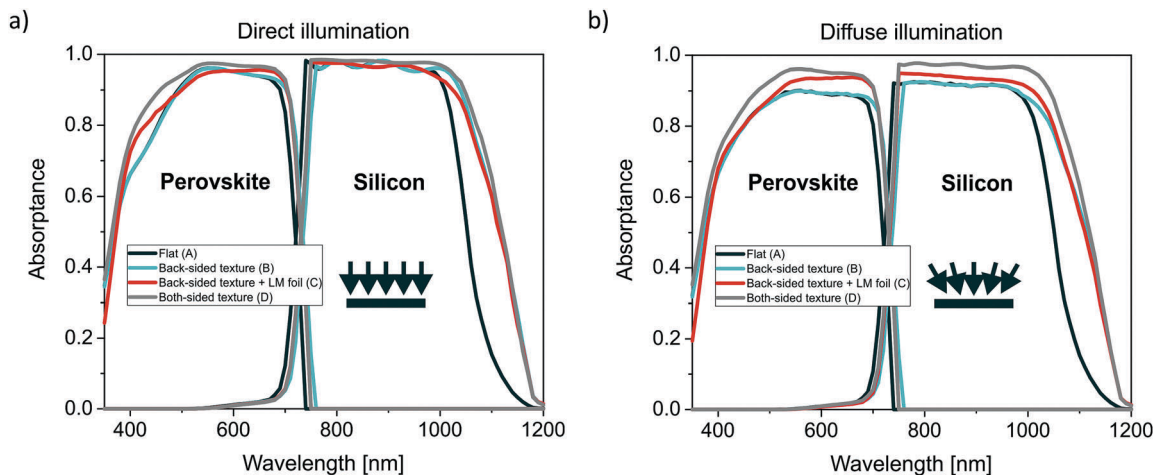 a)
Direct illumination
Absorptance
1.0
0.8
0.6
0.4
0.2
0.0
Perovskite
Silicon
Flat (A)
Back-sided texture (B)
Back-sided texture + LM foil (C)
Both-sided texture (D)
400
600
800
1000
1200
Wavelength [nm]
b)
Diffuse illumination
Absorptance
1.0
0.8
0.6
0.4
0.2
0.0
Perovskite
Silicon
Flat (A)
Back-sided texture (B)
Back-sided texture + LM foil (C)
Both-sided texture (D)
400
600
800
1000
1200
Wavelength [nm]